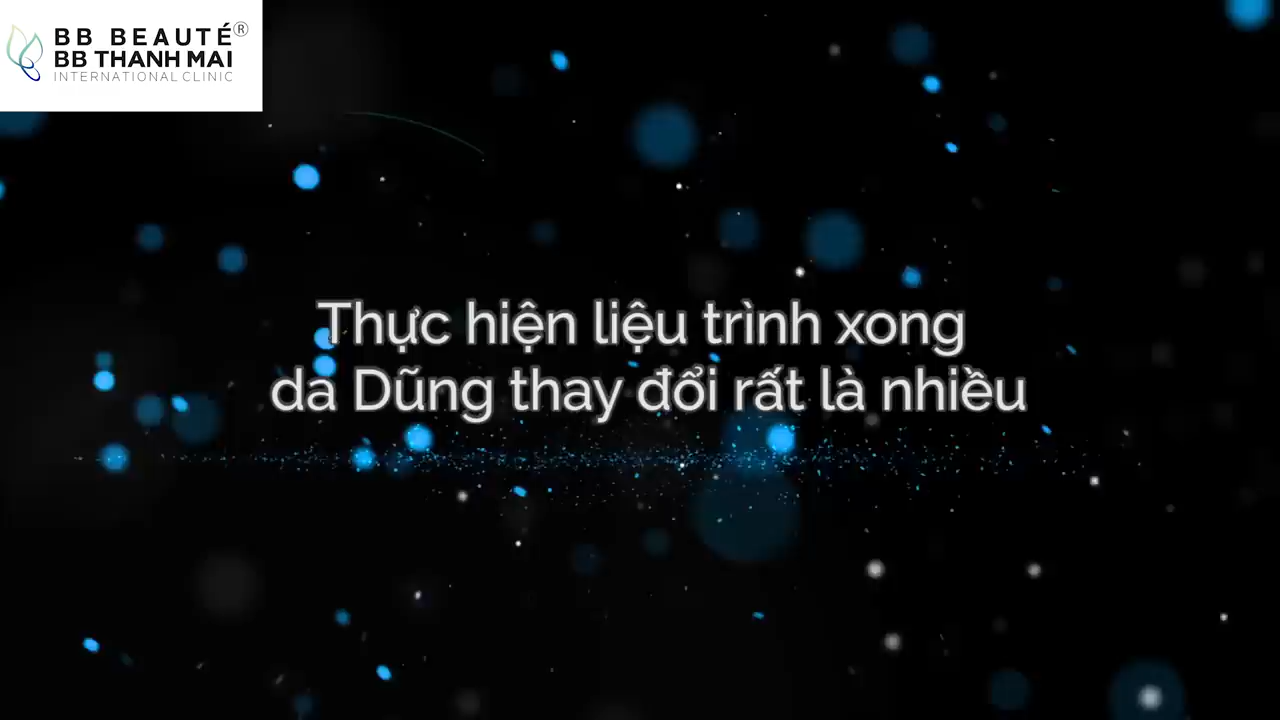 BB BEAUTÉ®
BB THANH MAI
INTERNATIONAL CLINIC
Thực hiện liệu trình xong
da Dũng thay đổi rất là nhiều